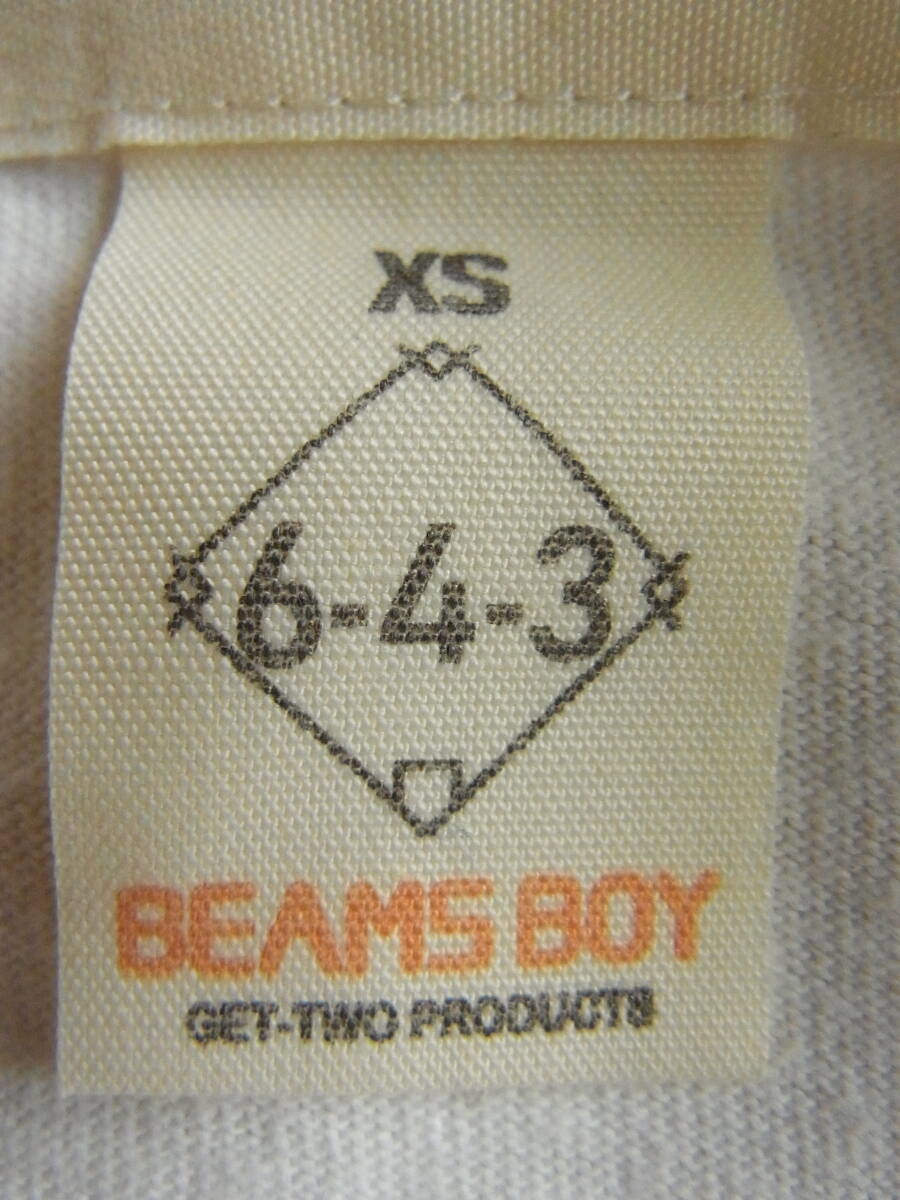 XS
6-4-3
BEAMS BOY
GET-TWO PRODUCTS